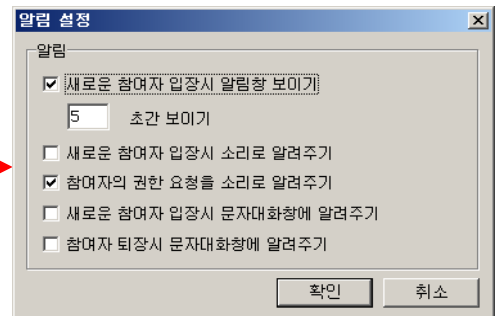 알림 설정
알림
새로운 참여자 입장시 알림창 보이기
5 초간 보이기
새로운 참여자 입장시 소리로 알려주기
참여자의 권한 요청을 소리로 알려주기
새로운 참여자 입장시 문자대화창에 알려주기
참여자 퇴장시 문자대화창에 알려주기
확인 취소